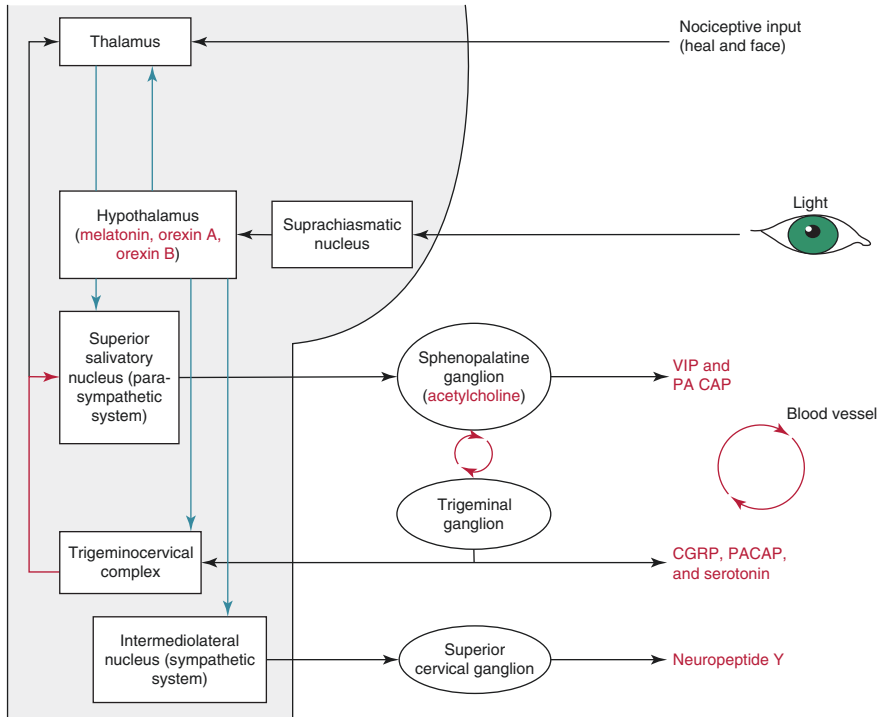 Thalamus
Nociceptive input
(heal and face)
Light
Hypothalamus
(melatonin, orexin A,
orexin B)
Suprachiasmatic
nucleus
Superior
salivatory
nucleus (para-
sympathetic
system)
Sphenopalatine
ganglion
(acetylcholine)
VIP and
PA CAP
Blood vessel
Trigeminal
ganglion
Trigeminocervical
complex
CGRP, PACAP,
and serotonin
Intermediolateral
nucleus (sympathetic
system)
Superior
cervical ganglion
Neuropeptide Y